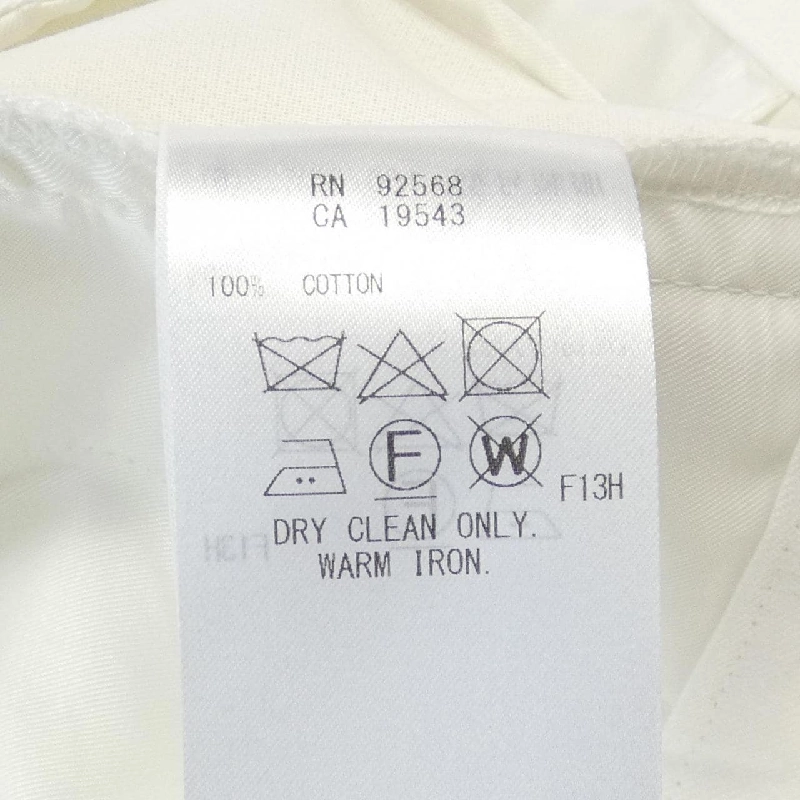 RN 92568
CA 19543
100% COTTON
F W F13H
DRY CLEAN ONLY.
WARM IRON.